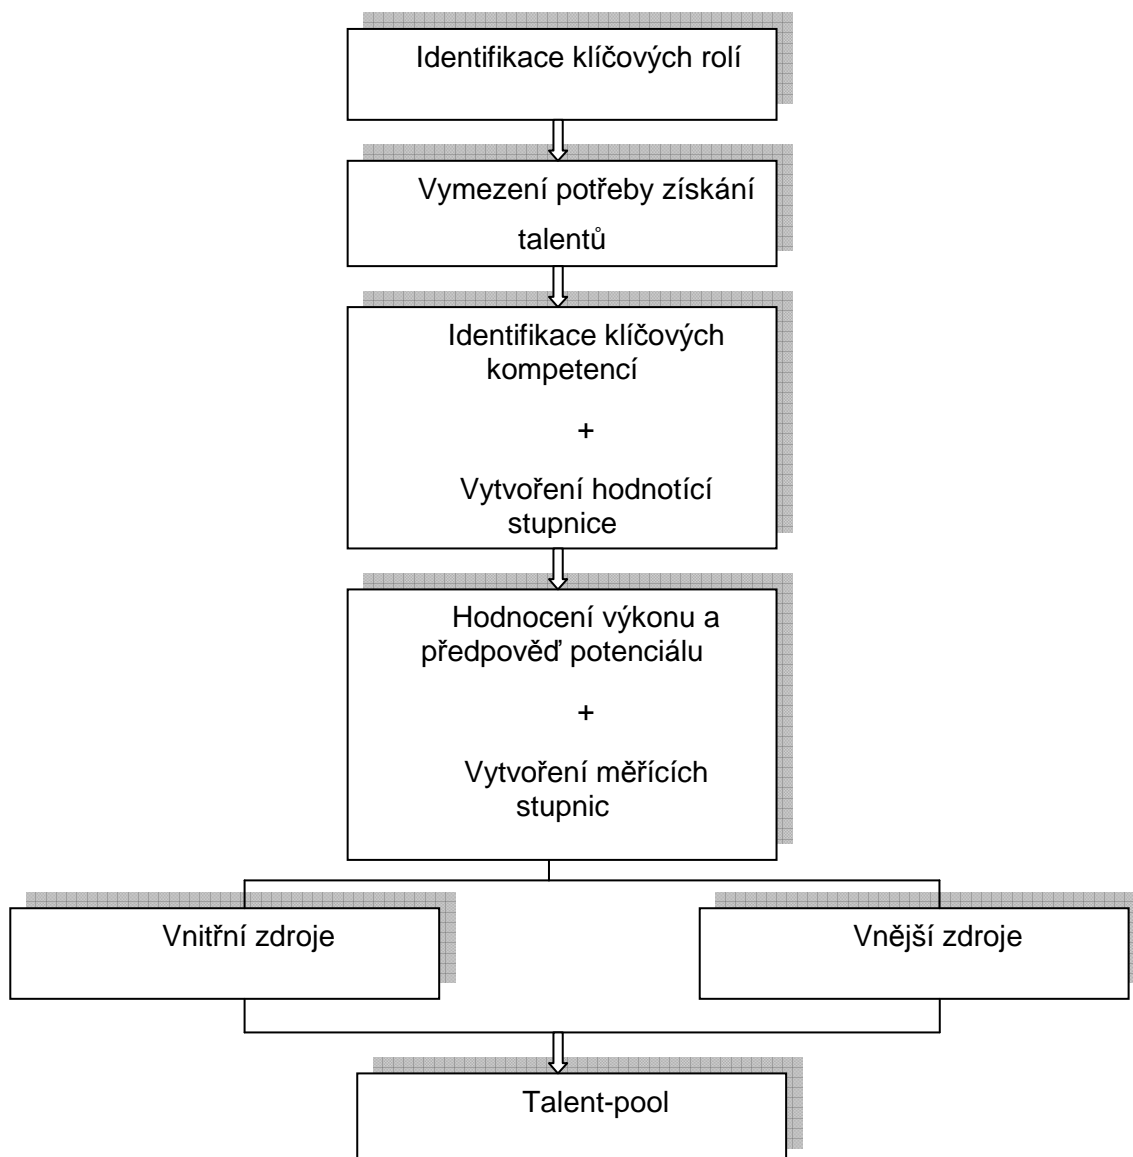 Identifikace klíčových rolí
Vymezení potřeby získání
talentů
Identifikace klíčových
kompetencí
+
Vytvoření hodnotící
stupnice
Hodnocení výkonu a
předpověď potenciálu
+
Vytvoření měřících
stupnic
Vnitřní zdroje
Vnější zdroje
Talent-pool